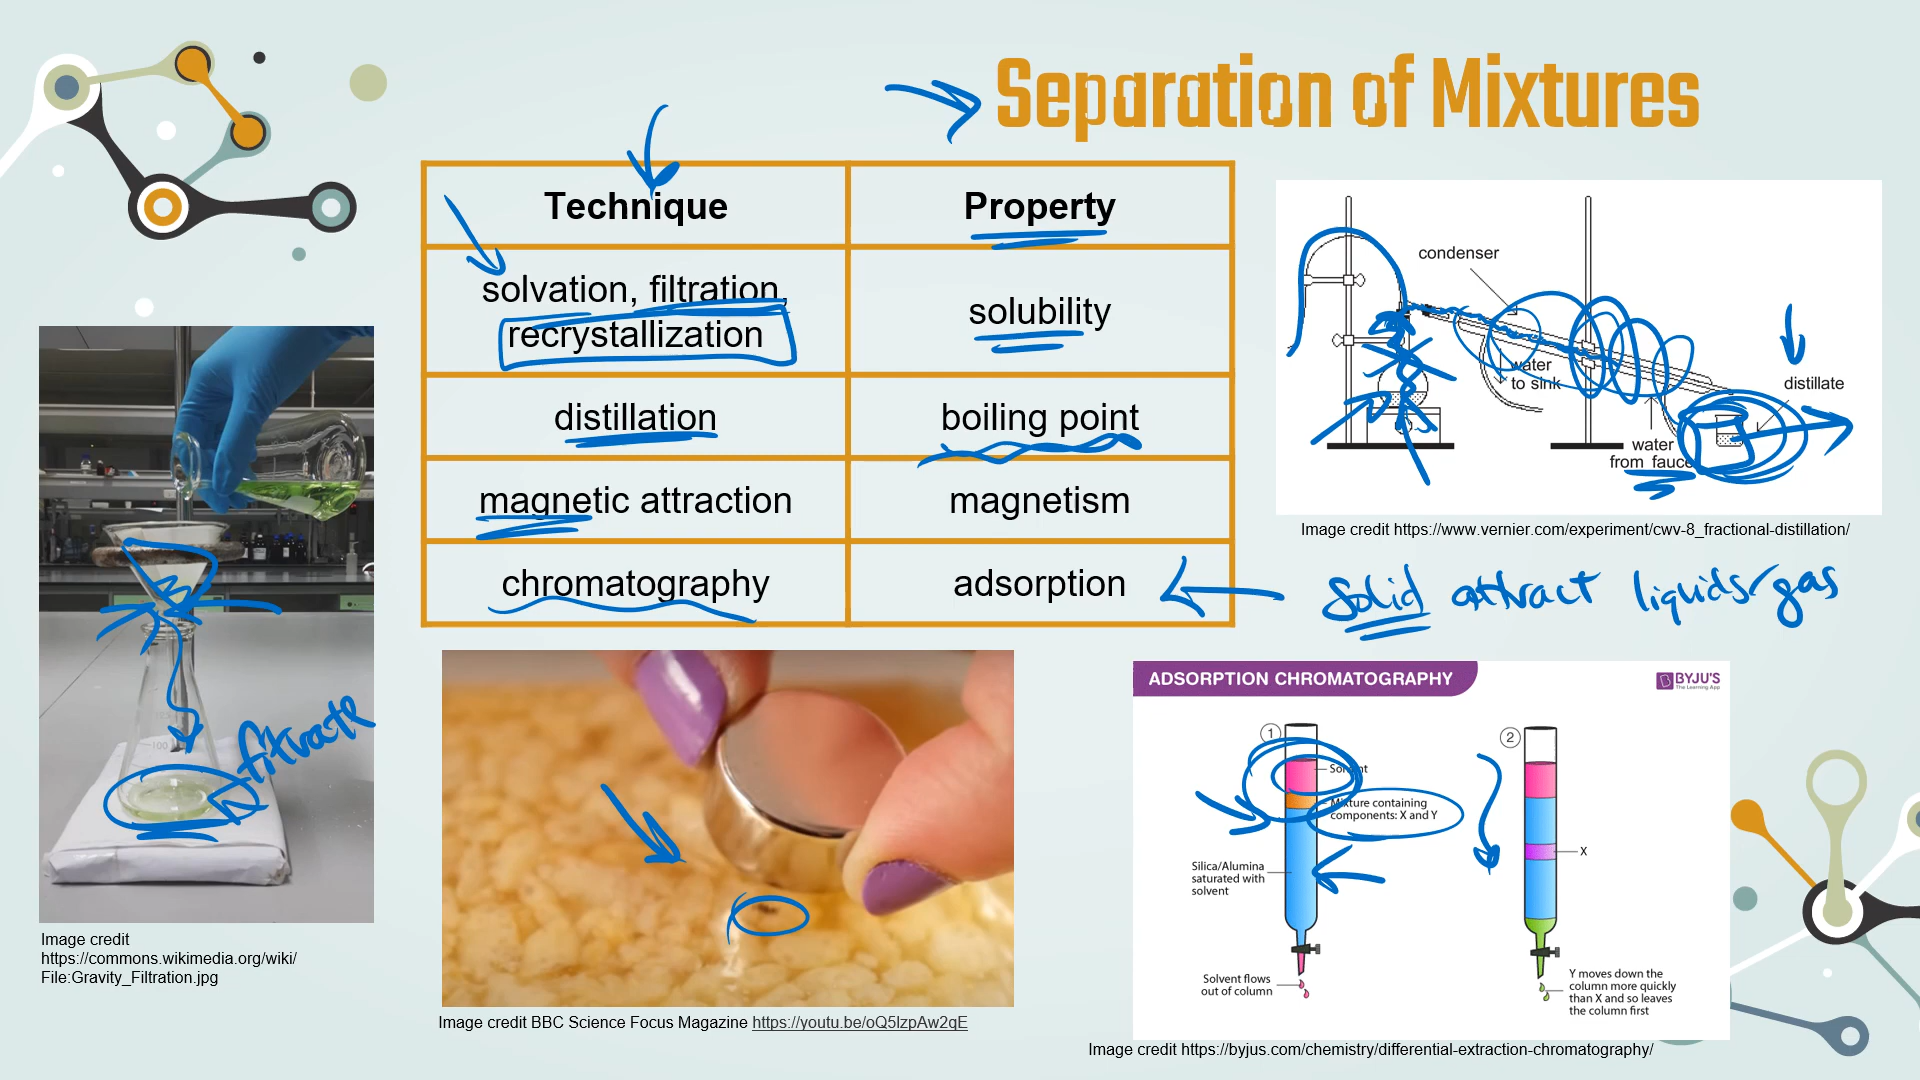 Separation of Mixtures
Technique
Property
solvation, filtration,
recrystallization
solubility
distillation
boiling point
magnetic attraction
magnetism
chromatography
adsorption
condenser
water
to sink
distillate
water
from fauce
Image credit https://www.vernier.com/experiment/cwv-8_fractional-distillation/
solid attract liquids/gas
filtrate
Image credit
https://commons.wikimedia.org/wiki/
File:Gravity_FIltration.jpg
Image credit BBC Science Focus Magazine https://youtu.be/oQ5IzpAw2qE
ADSORPTION CHROMATOGRAPHY
BYJU'S
The Learning App
1
Solvent
Mixture containing
components: X and Y
Silica/Alumina
saturated with
solvent
Solvent flows
out of column
2
X
Y moves down the
column more quickly
than X and so leaves
the column first
Image credit https://byjus.com/chemistry/differential-extraction-chromatography/